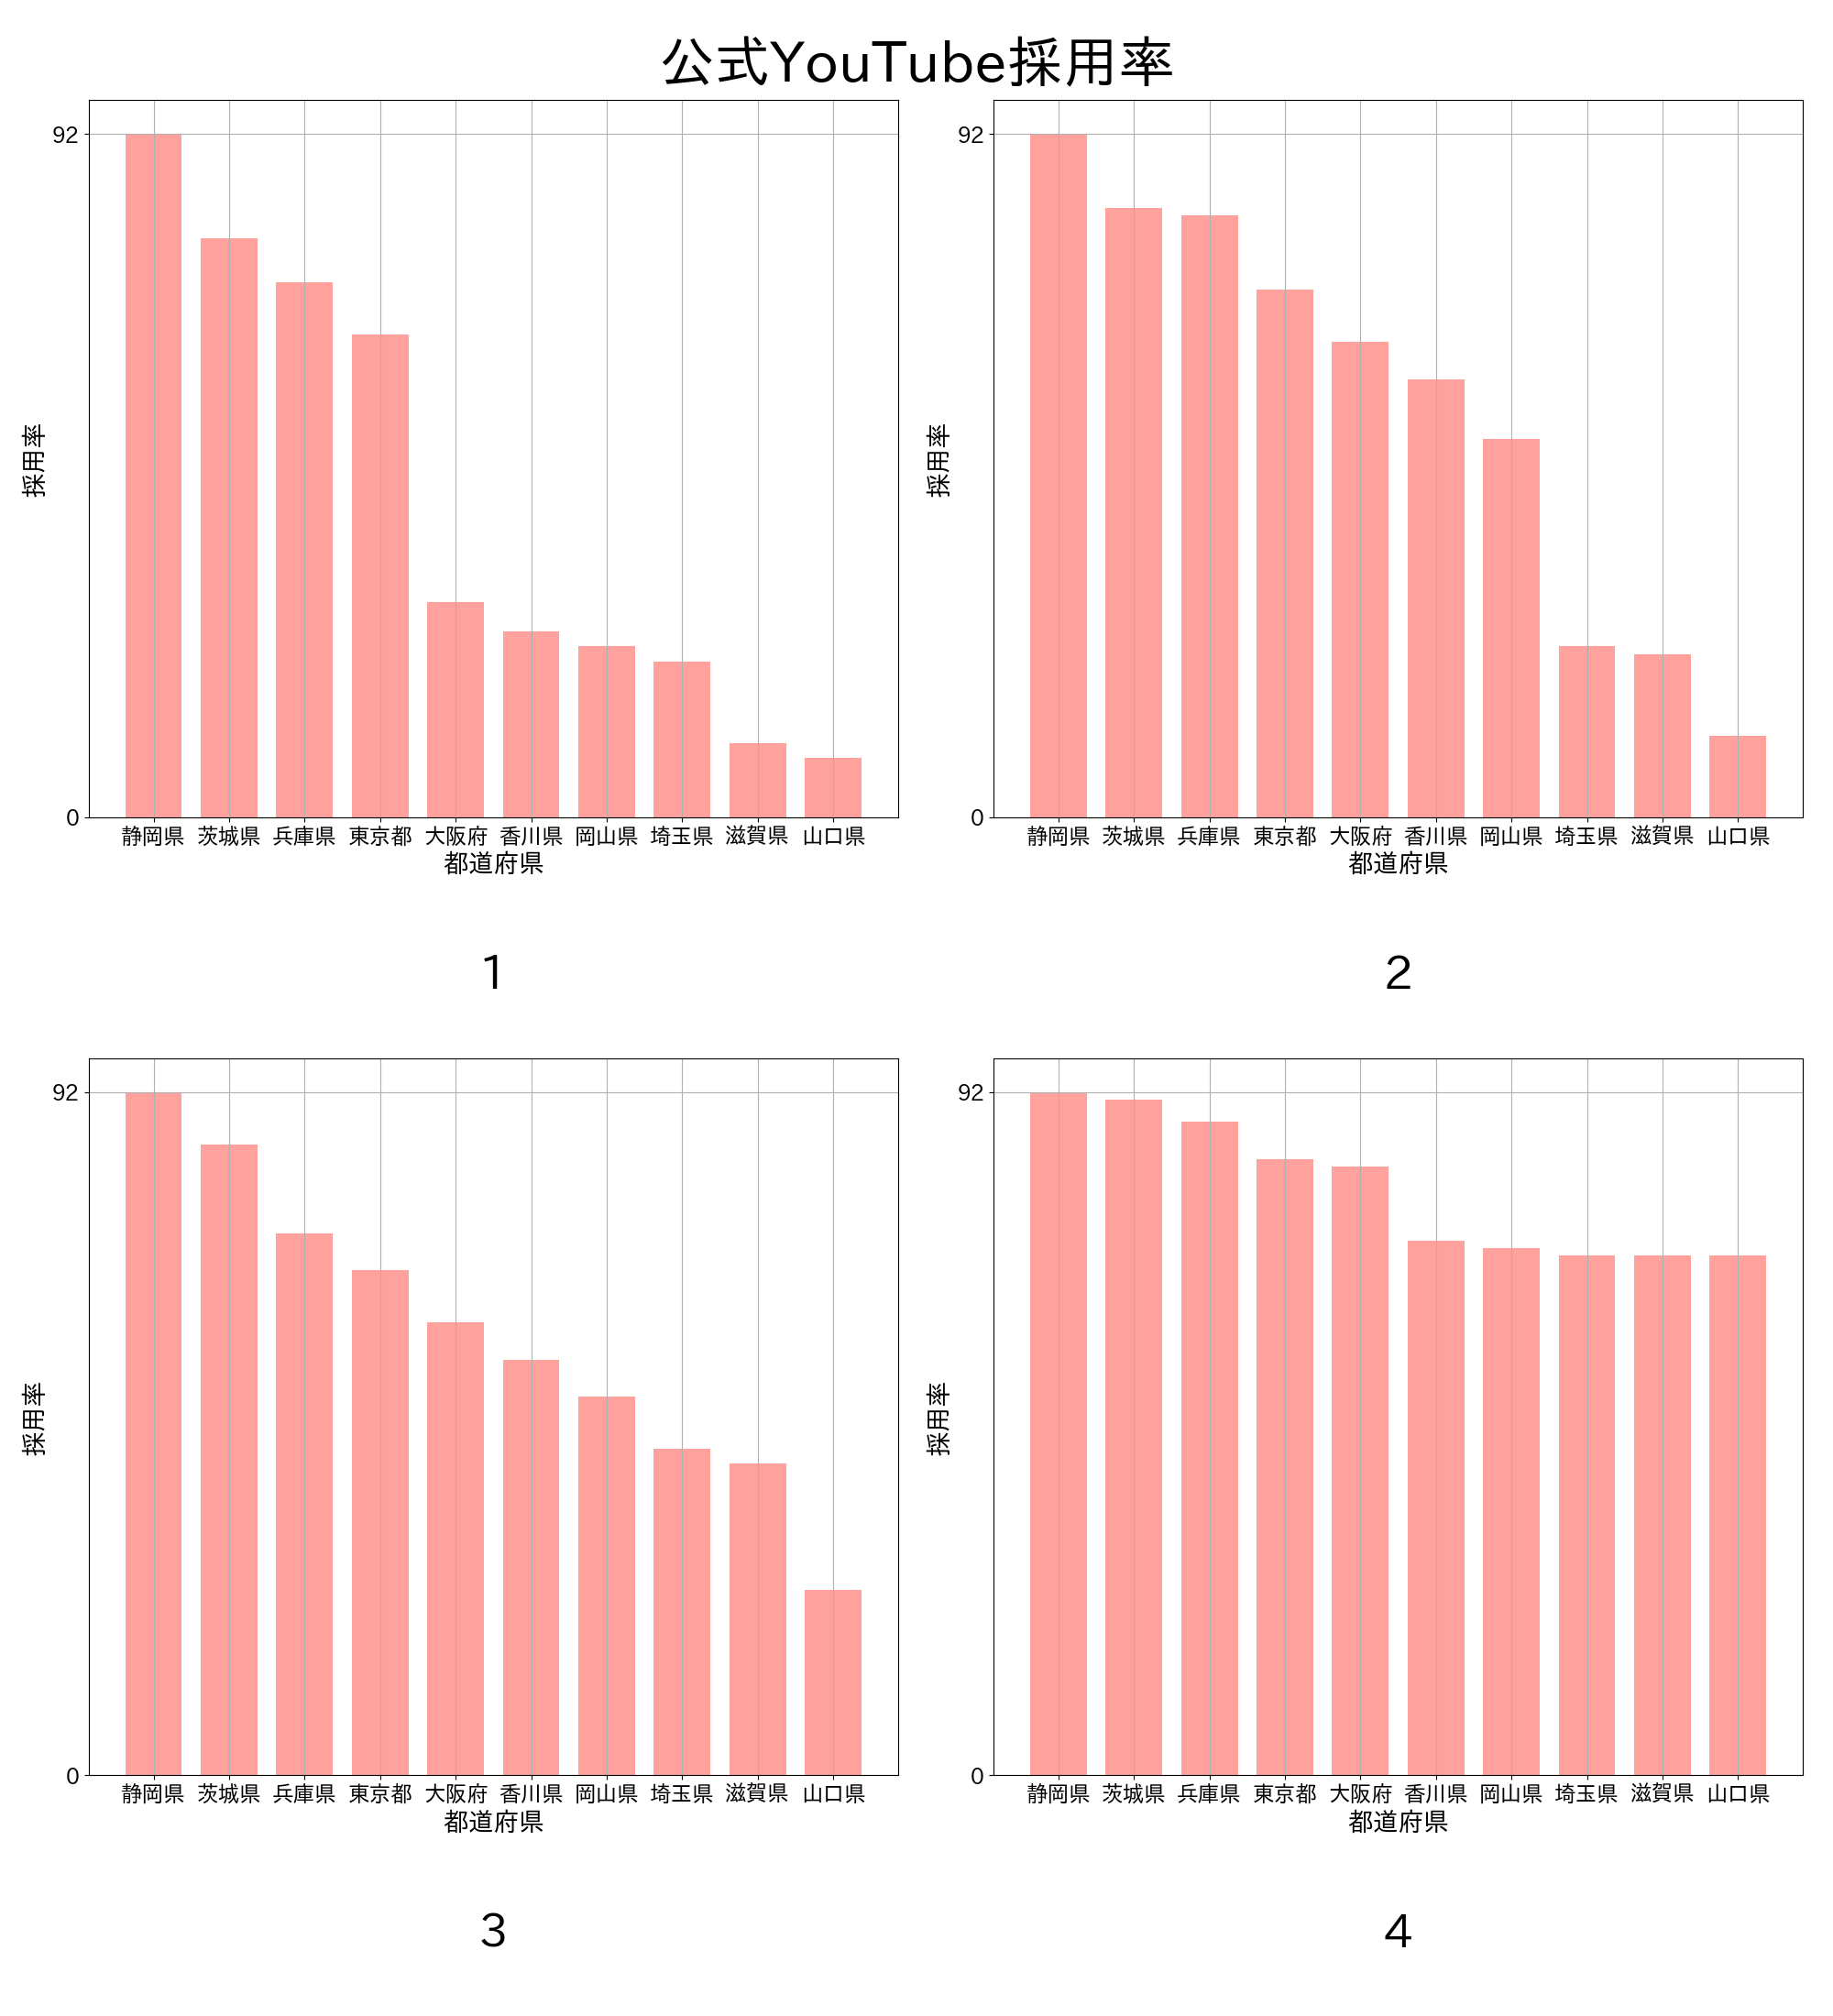 公式YouTube採用率
92
0
採用率
静岡県 茨城県 兵庫県 東京都 大阪府 香川県 岡山県 埼玉県 滋賀県 山口県
都道府県
1
92
0
採用率
静岡県 茨城県 兵庫県 東京都 大阪府 香川県 岡山県 埼玉県 滋賀県 山口県
都道府県
2
92
0
採用率
静岡県 茨城県 兵庫県 東京都 大阪府 香川県 岡山県 埼玉県 滋賀県 山口県
都道府県
3
92
0
採用率
静岡県 茨城県 兵庫県 東京都 大阪府 香川県 岡山県 埼玉県 滋賀県 山口県
都道府県
4